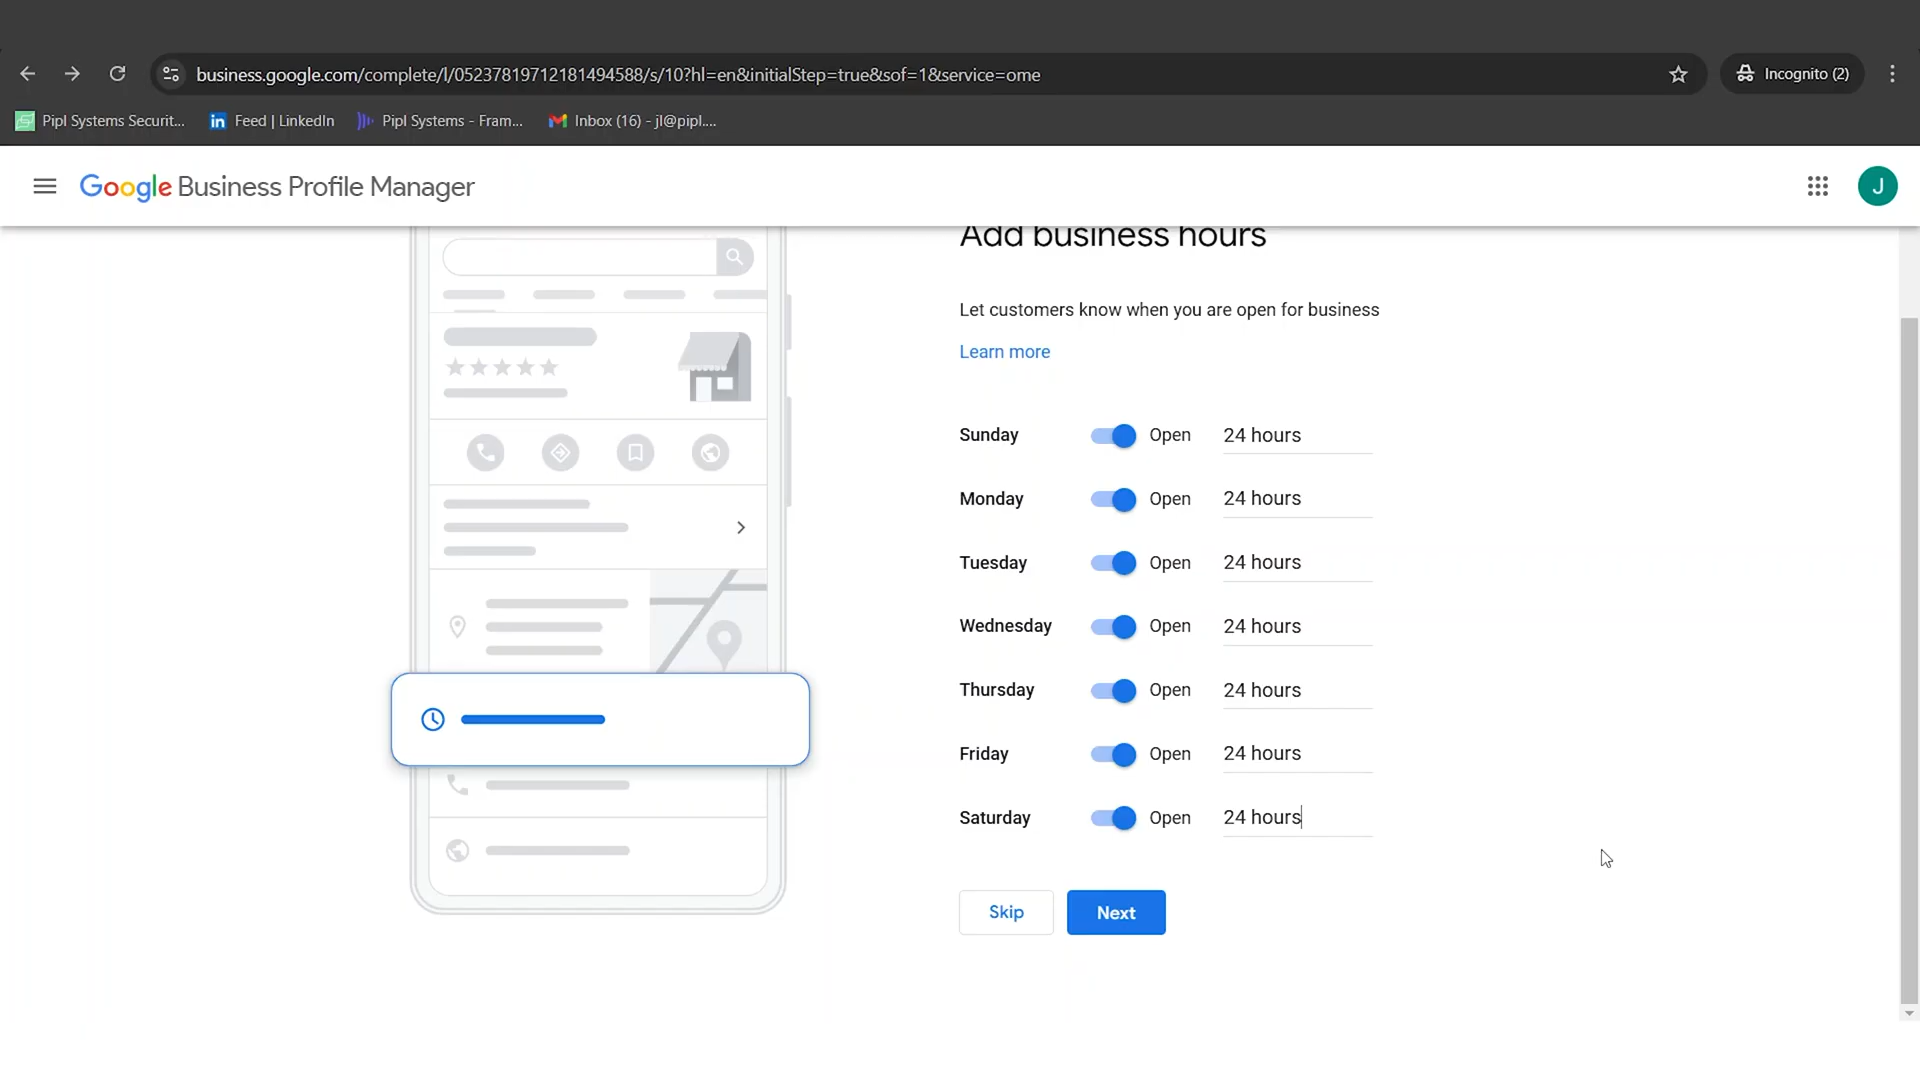 business.google.com/complete/l/05237819712181494588/s/10?hl=en&initialStep=true&sof=1&service=ome
Incognito (2)
Pipl Systems Securit...
Feed | LinkedIn
Pipl Systems - Fram...
Inbox (16) - jl@pipl....
Google Business Profile Manager
J
Add business hours
Let customers know when you are open for business
Learn more
Sunday Open 24 hours
Monday Open 24 hours
Tuesday Open 24 hours
Wednesday Open 24 hours
Thursday Open 24 hours
Friday Open 24 hours
Saturday Open 24 hours
Skip Next